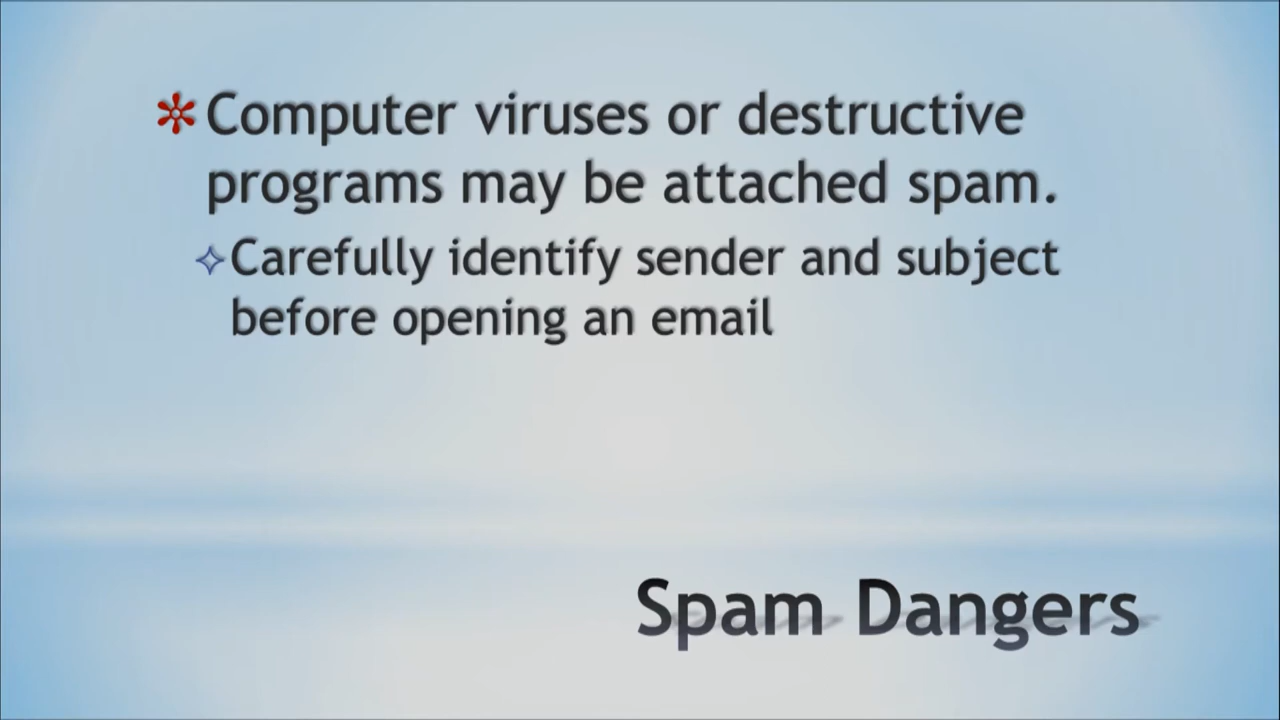 Computer viruses or destructive
programs may be attached spam.
Carefully identify sender and subject
before opening an email
Spam Dangers